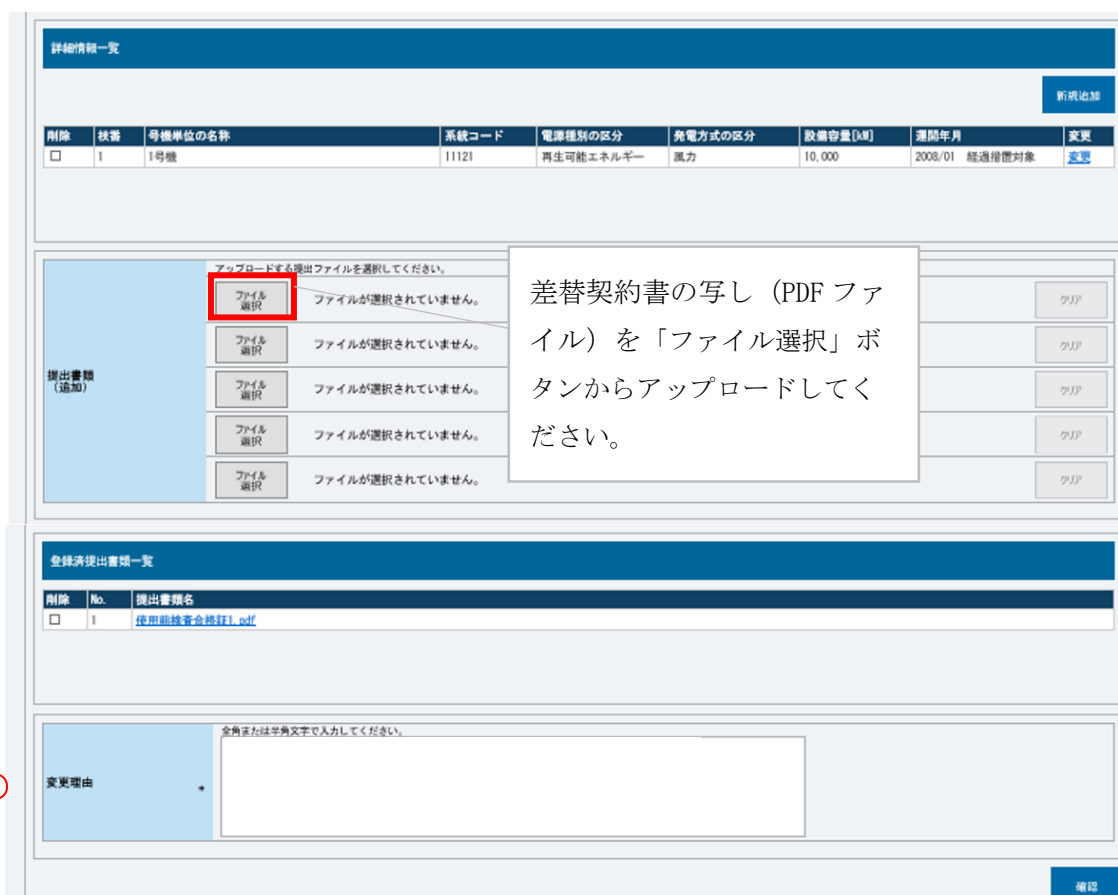 詳細情報一覧
新規追加
削除 枝番 号機単位の名称 系統コード 電源種別の区分 発電方式の区分 設備容量[kW] 運開年月 変更
1 1号機 11121 再生可能エネルギー 風力 10,000 2008/01 経過措置対象 変更
アップロードする提出ファイルを選択してください。
ファイル
選択
ファイルが選択されていません。
クリア
ファイル
選択
ファイルが選択されていません。
クリア
提出書類
(追加)
ファイル
選択
ファイルが選択されていません。
クリア
ファイル
選択
ファイルが選択されていません。
クリア
ファイル
選択
ファイルが選択されていません。
クリア
差替契約書の写し（PDF ファ
イル）を「ファイル選択」ボ
タンからアップロードしてく
ださい。
登録済提出書類一覧
削除 No. 提出書類名
1 使用前検査合格証1.pdf
全角または半角文字で入力してください。
変更理由 *
確認